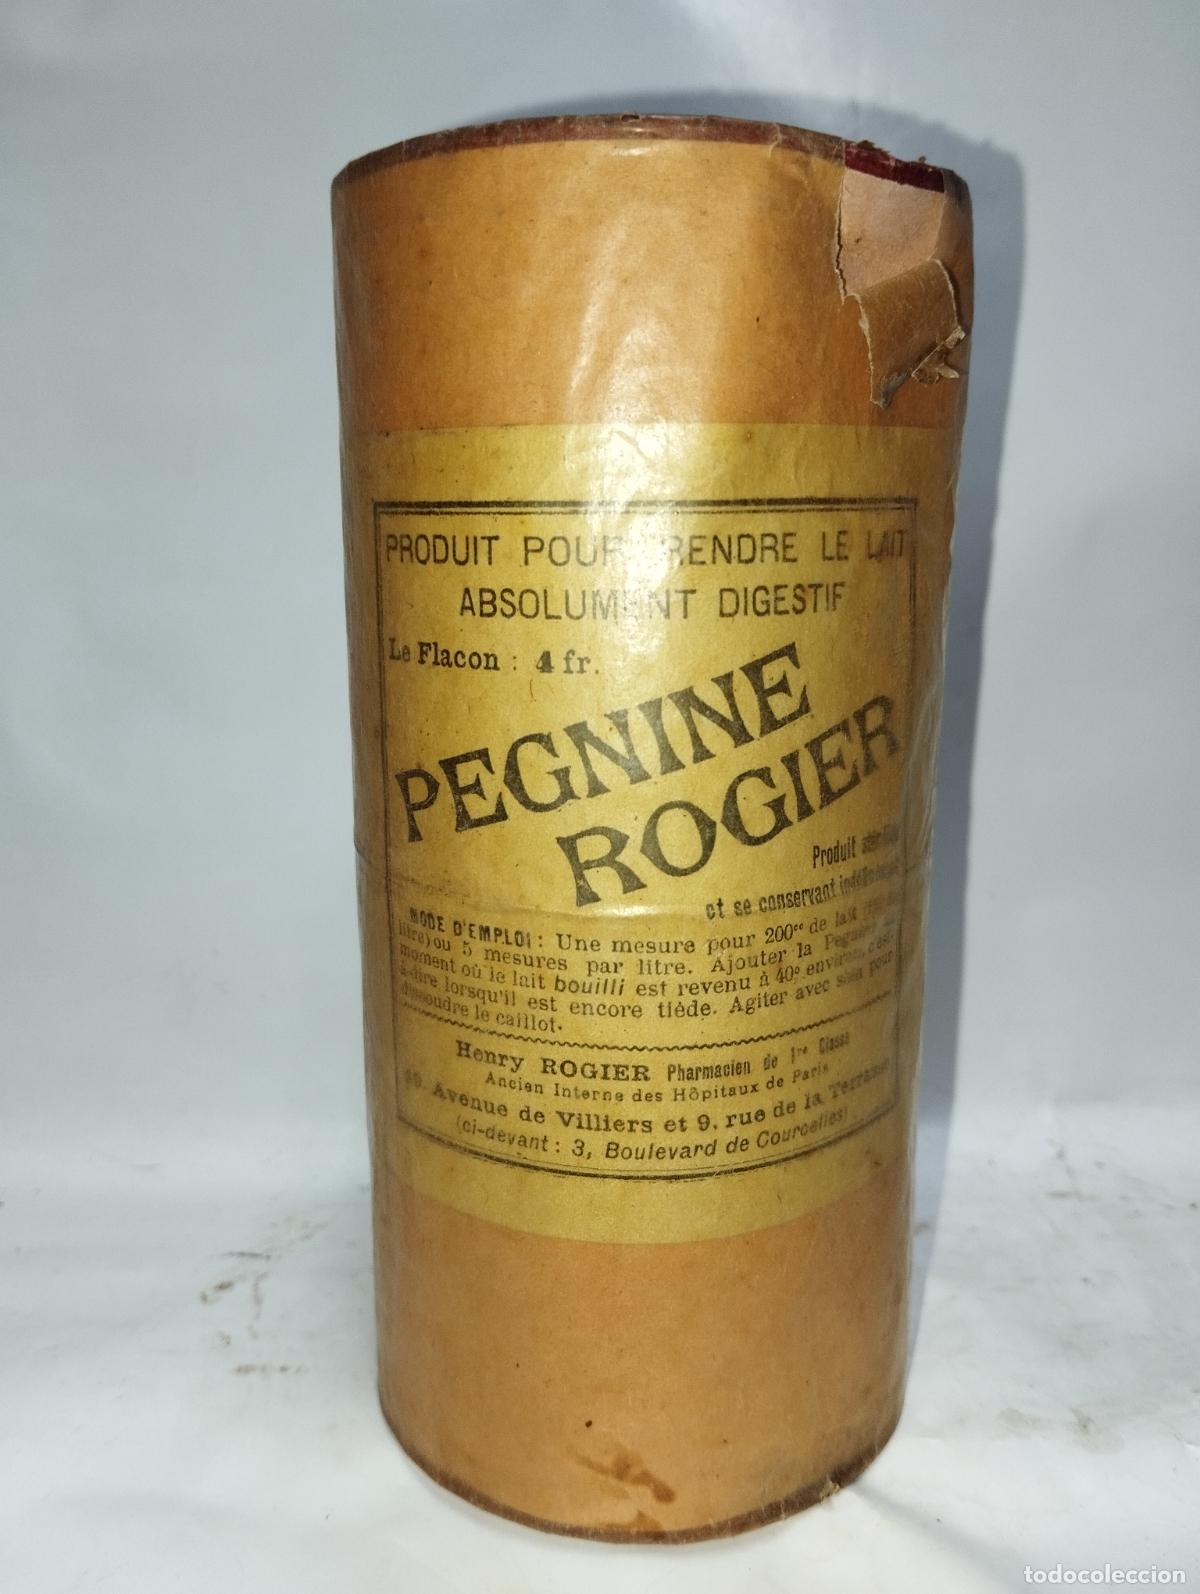 PRODUIT POUR RENDRE LE LAIT
ABSOLUMENT DIGESTIF
Le Flacon : 4 fr.
PEGNINE
ROGIER
Produit
et se conservant
MODE D'EMPLOI : Une mesure pour 200cc de lait
litre) ou 5 mesures par litre. Ajouter la Pegnine
moment où le lait bouilli est revenu à 40° environ, c'est-
à-dire lorsqu'il est encore tiède. Agiter avec soin pour
dissoudre le caillot.
Henry ROGIER Pharmacien de 1re Classe
Ancien Interne des Hôpitaux de Paris
Avenue de Villiers et 9, rue de la Terrasse
(ci-devant : 3, Boulevard de Courcelles)
todocoleccion